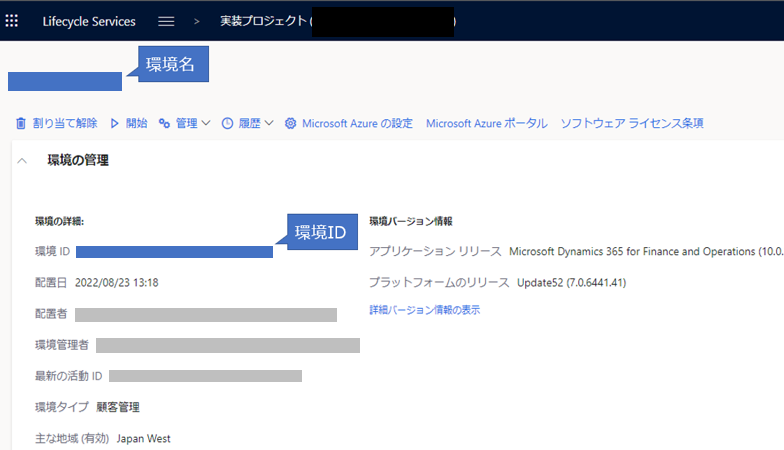 Lifecycle Services > 実装プロジェクト ( )
環境名
割り当て解除 開始 管理 履歴 Microsoft Azure の設定 Microsoft Azure ポータル ソフトウェア ライセンス条項
環境の管理
環境の詳細:
環境バージョン情報
環境ID
環境 ID
アプリケーション リリース Microsoft Dynamics 365 for Finance and Operations (10.0.
配置日 2022/08/23 13:18
プラットフォームのリリース Update52 (7.0.6441.41)
配置者
詳細バージョン情報の表示
環境管理者
最新の活動 ID
環境タイプ 顧客管理
主な地域 (有効) Japan West